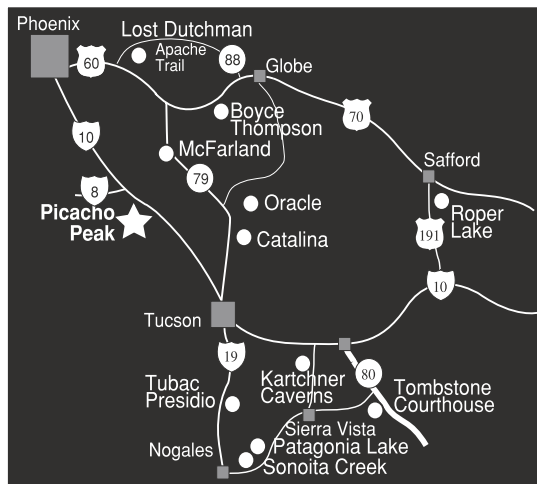 Phoenix
Lost Dutchman
Apache
Trail
60
88
Globe
10
Boyce
Thompson
70
McFarland
79
Safford
8
Picacho
Peak
Oracle
Roper
Lake
Catalina
191
10
Tucson
19
80
Kartchner
Caverns
Tubac
Presidio
Tombstone
Courthouse
Sierra Vista
Nogales
Patagonia Lake
Sonoita Creek